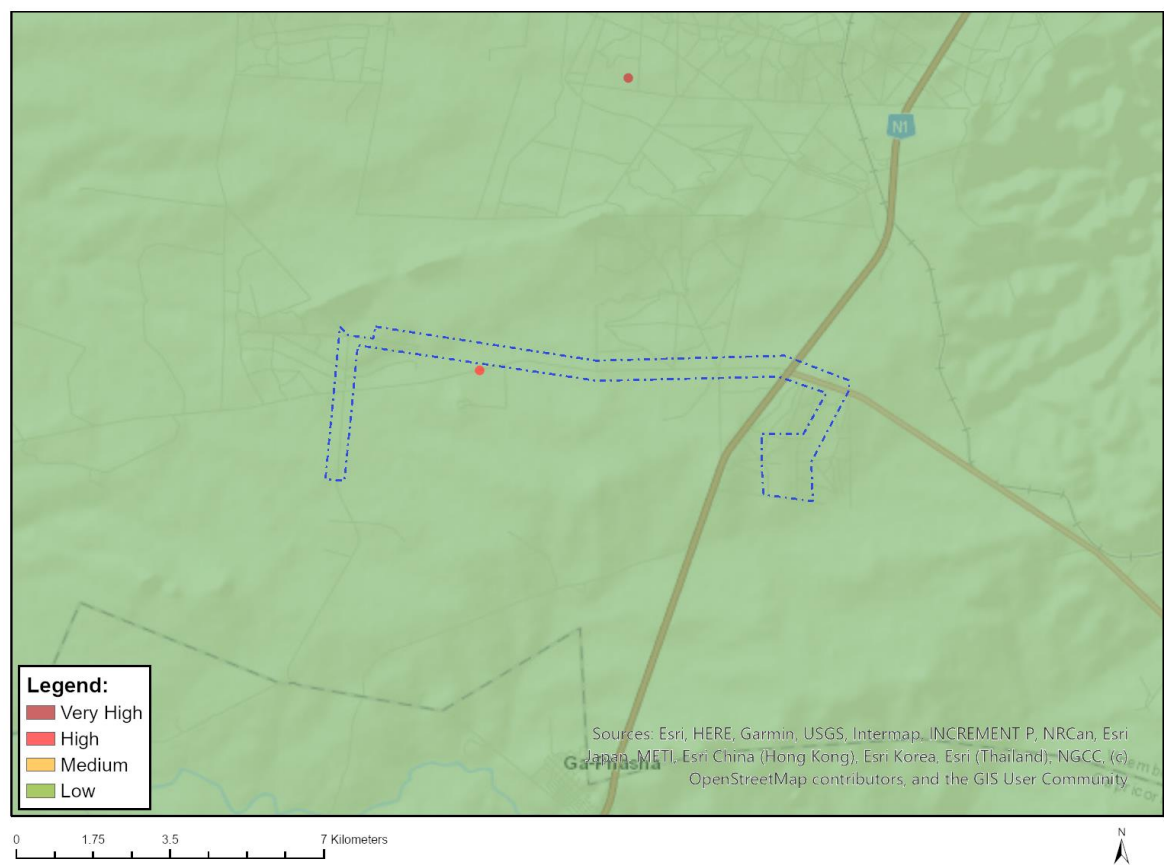 N1
Legend:
Very High
High
Medium
Low
Sources: Esri, HERE, Garmin, USGS, Intermap, INCREMENT P, NRCan, Esri
Japan, METI, Esri China (Hong Kong), Esri Korea, Esri (Thailand), NGCC, (c)
OpenStreetMap contributors, and the GIS User Community
Ga-Phasha
0 1.75 3.5 7 Kilometers
N